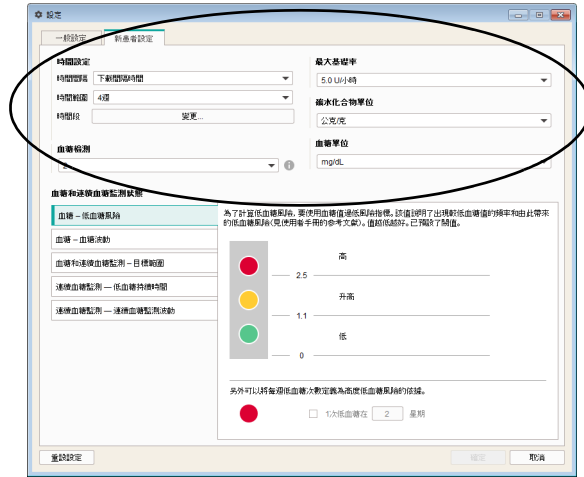 設定
一般設定
新患者設定
時間設定
時間間隔
下載間隔時間
時間範圍
4週
時間段
變更...
血糖檢測
最大基礎率
5.0 U/小時
碳水化合物單位
公克/克
血糖單位
mg/dL
血糖和連續血糖監測狀態
血糖 – 低血糖風險
血糖 – 血糖波動
血糖和連續血糖監測 – 目標範圍
連續血糖監測 — 低血糖持續時間
連續血糖監測 — 連續血糖監測波動
為了計算低血糖風險, 要使用血糖值過低風險指標。該值說明了出現較低血糖值的頻率和由此帶來
的低血糖風險(見使用者手冊的參考文獻)。值越低越好。已預設了閾值。
高
2.5
升高
1.1
低
0
另外可以將每週低血糖次數定義為高度低血糖風險的依據。
1次低血糖在
2
星期
重設設定
確定
取消